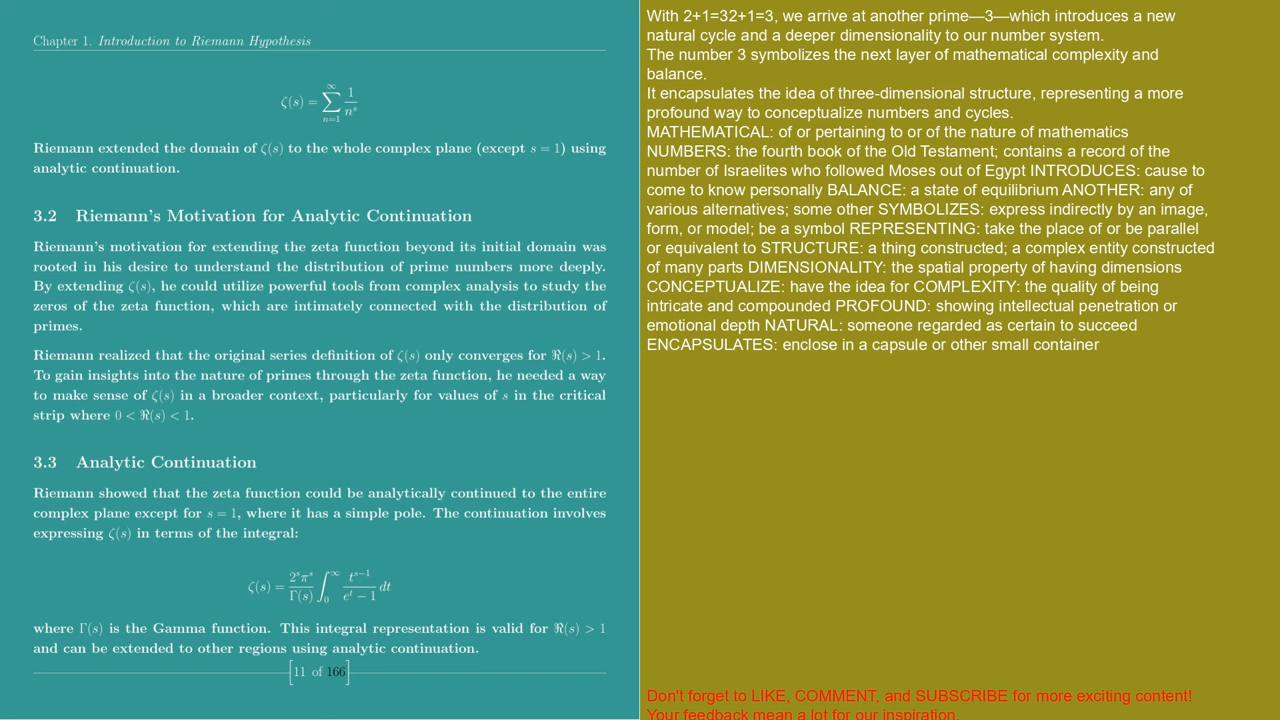 Chapter 1. Introduction to Riemann Hypothesis
ζ(s) = ∑_{n=1}^{∞} 1/n^s
Riemann extended the domain of ζ(s) to the whole complex plane (except s = 1) using
analytic continuation.
3.2 Riemann's Motivation for Analytic Continuation
Riemann's motivation for extending the zeta function beyond its initial domain was
rooted in his desire to understand the distribution of prime numbers more deeply.
By extending ζ(s), he could utilize powerful tools from complex analysis to study the
zeros of the zeta function, which are intimately connected with the distribution of
primes.
Riemann realized that the original series definition of ζ(s) only converges for ℜ(s) > 1.
To gain insights into the nature of primes through the zeta function, he needed a way
to make sense of ζ(s) in a broader context, particularly for values of s in the critical
strip where 0 < ℜ(s) < 1.
3.3 Analytic Continuation
Riemann showed that the zeta function could be analytically continued to the entire
complex plane except for s = 1, where it has a simple pole. The continuation involves
expressing ζ(s) in terms of the integral:
ζ(s) = 2^s π^s / Γ(s) ∫_0^∞ t^{s−1} / (e^t − 1) dt
where Γ(s) is the Gamma function. This integral representation is valid for ℜ(s) > 1
and can be extended to other regions using analytic continuation.
11 of 166
With 2+1=32+1=3, we arrive at another prime—3—which introduces a new
natural cycle and a deeper dimensionality to our number system.
The number 3 symbolizes the next layer of mathematical complexity and
balance.
It encapsulates the idea of three-dimensional structure, representing a more
profound way to conceptualize numbers and cycles.
MATHEMATICAL: of or pertaining to or of the nature of mathematics
NUMBERS: the fourth book of the Old Testament; contains a record of the
number of Israelites who followed Moses out of Egypt INTRODUCES: cause to
come to know personally BALANCE: a state of equilibrium ANOTHER: any of
various alternatives; some other SYMBOLIZES: express indirectly by an image,
form, or model; be a symbol REPRESENTING: take the place of or be parallel
or equivalent to STRUCTURE: a thing constructed; a complex entity constructed
of many parts DIMENSIONALITY: the spatial property of having dimensions
CONCEPTUALIZE: have the idea for COMPLEXITY: the quality of being
intricate and compounded PROFOUND: showing intellectual penetration or
emotional depth NATURAL: someone regarded as certain to succeed
ENCAPSULATES: enclose in a capsule or other small container
Don't forget to LIKE, COMMENT, and SUBSCRIBE for more exciting content!
Your feedback mean a lot for our inspiration.